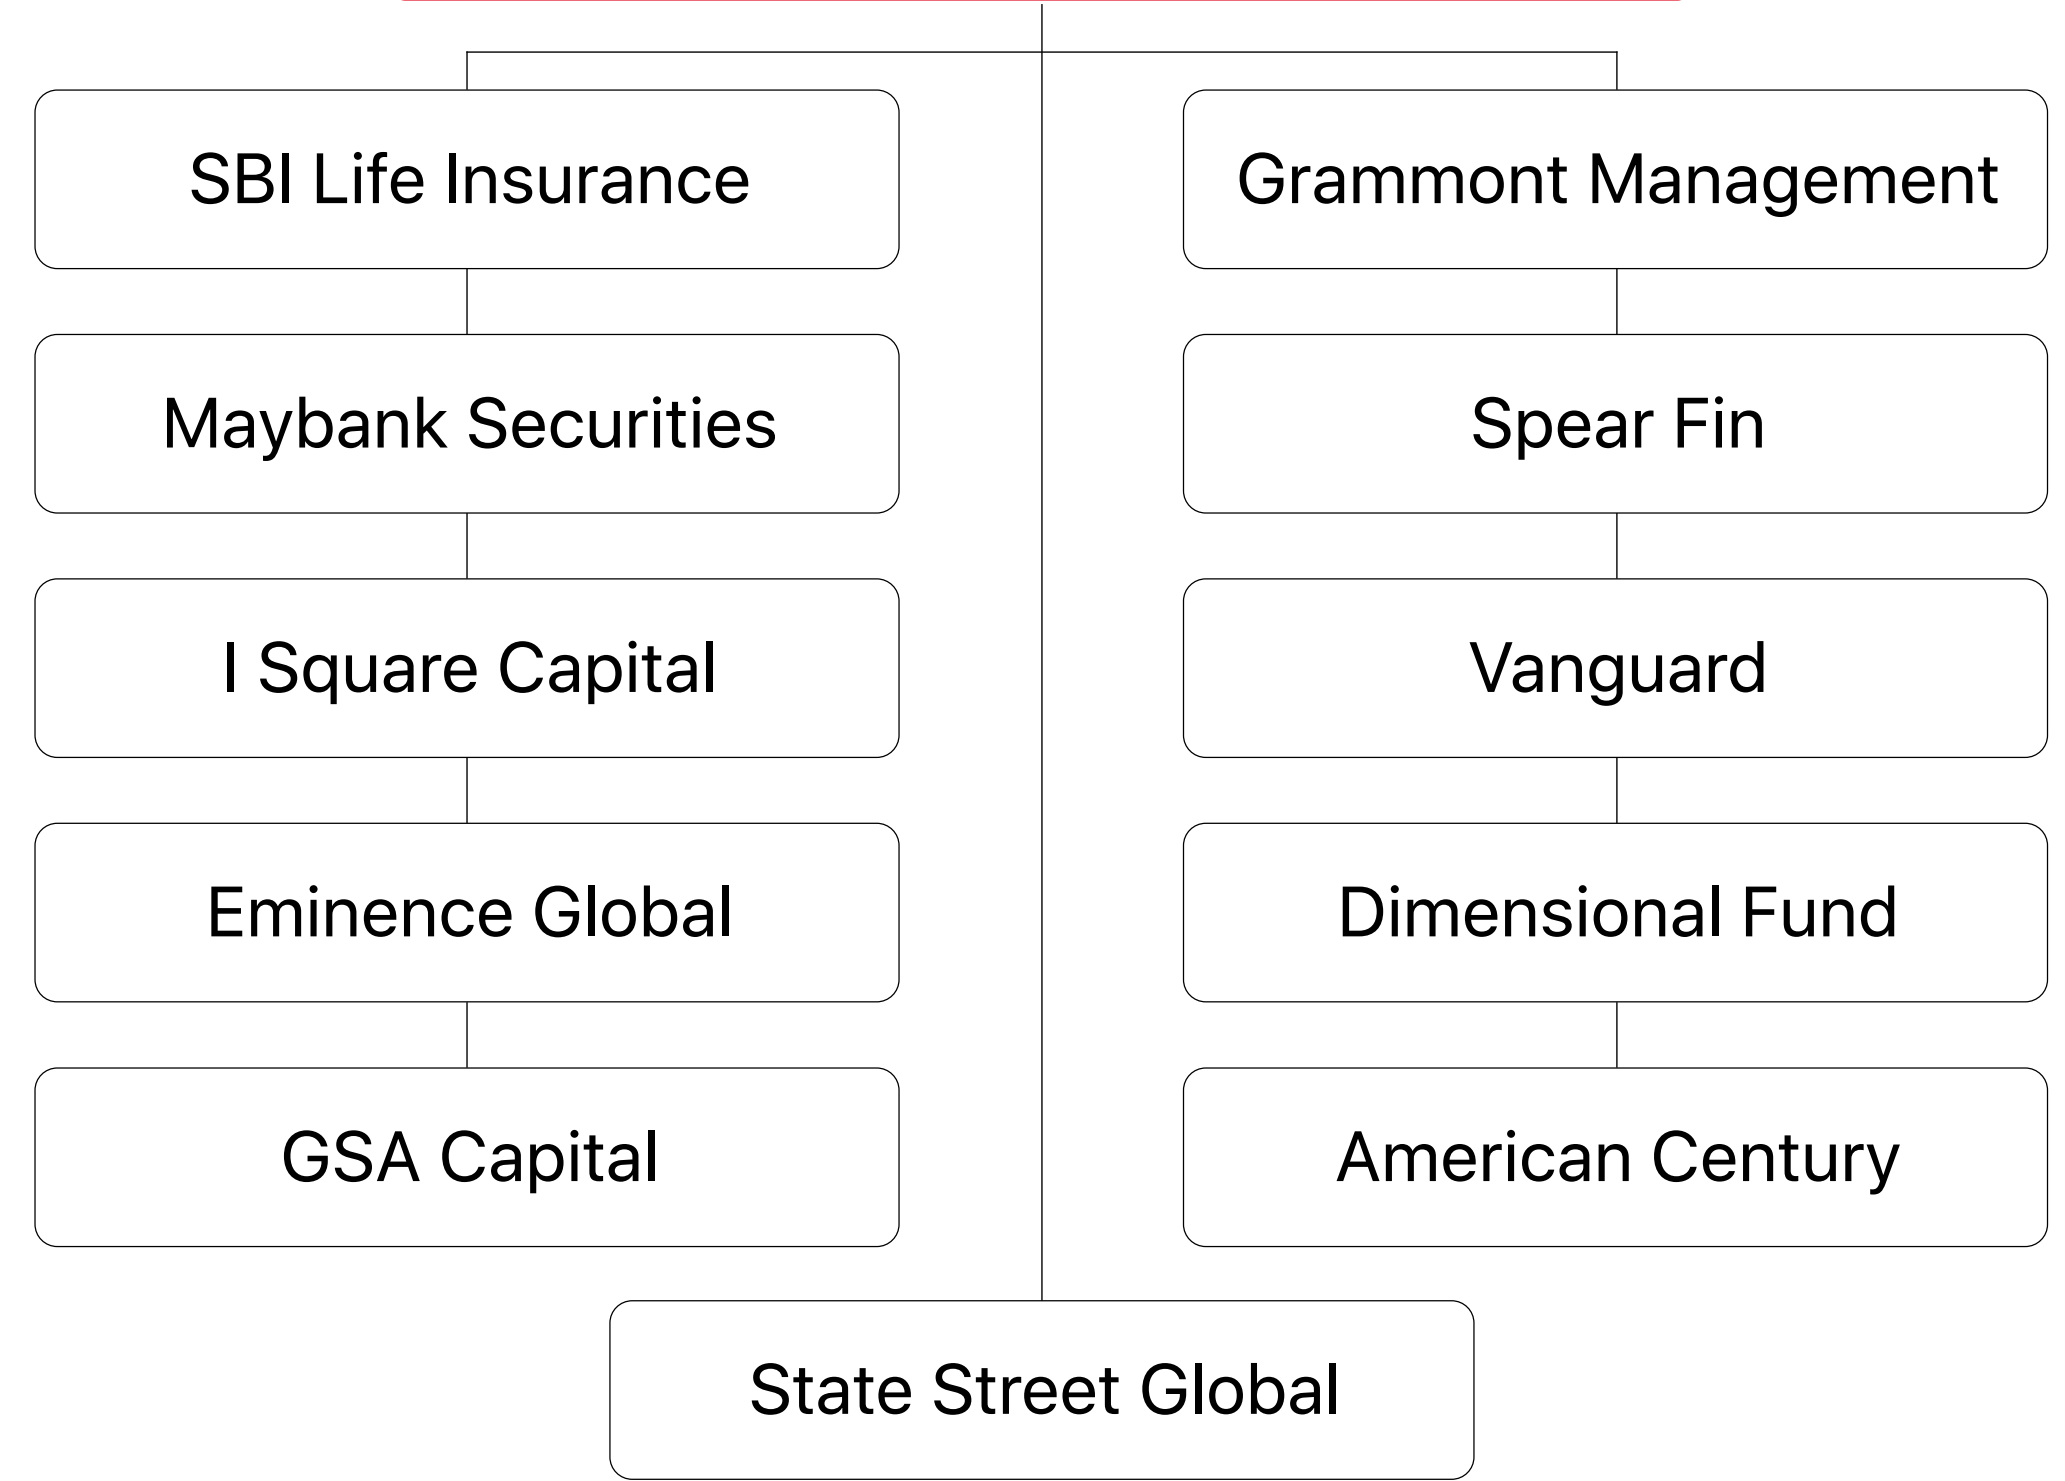 SBI Life Insurance
Grammont Management
Maybank Securities
Spear Fin
I Square Capital
Vanguard
Eminence Global
Dimensional Fund
GSA Capital
American Century
State Street Global